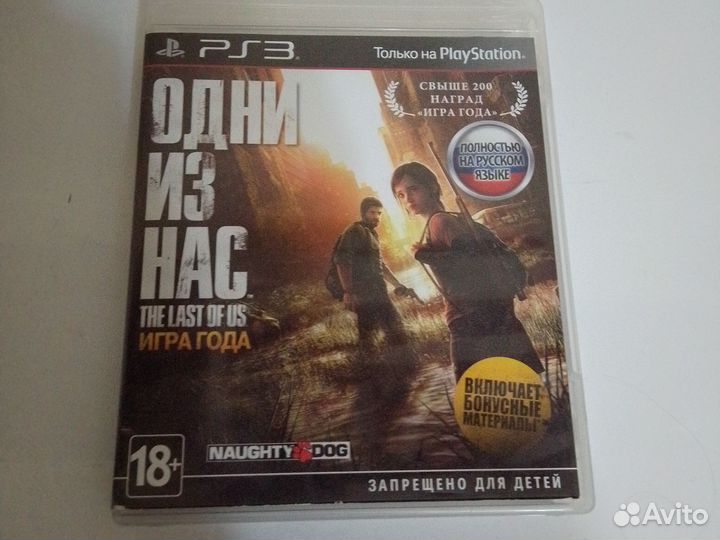 PS3
Только на PlayStation
СВЫШЕ 200
НАГРАД
«ИГРА ГОДА»
ПОЛНОСТЬЮ
НА РУССКОМ
ЯЗЫКЕ
ОДНИ
ИЗ
НАС™
THE LAST OF US
ИГРА ГОДА
ВКЛЮЧАЕТ
БОНУСНЫЕ
МАТЕРИАЛЫ
NAUGHTY DOG
18+
ЗАПРЕЩЕНО ДЛЯ ДЕТЕЙ
Avito